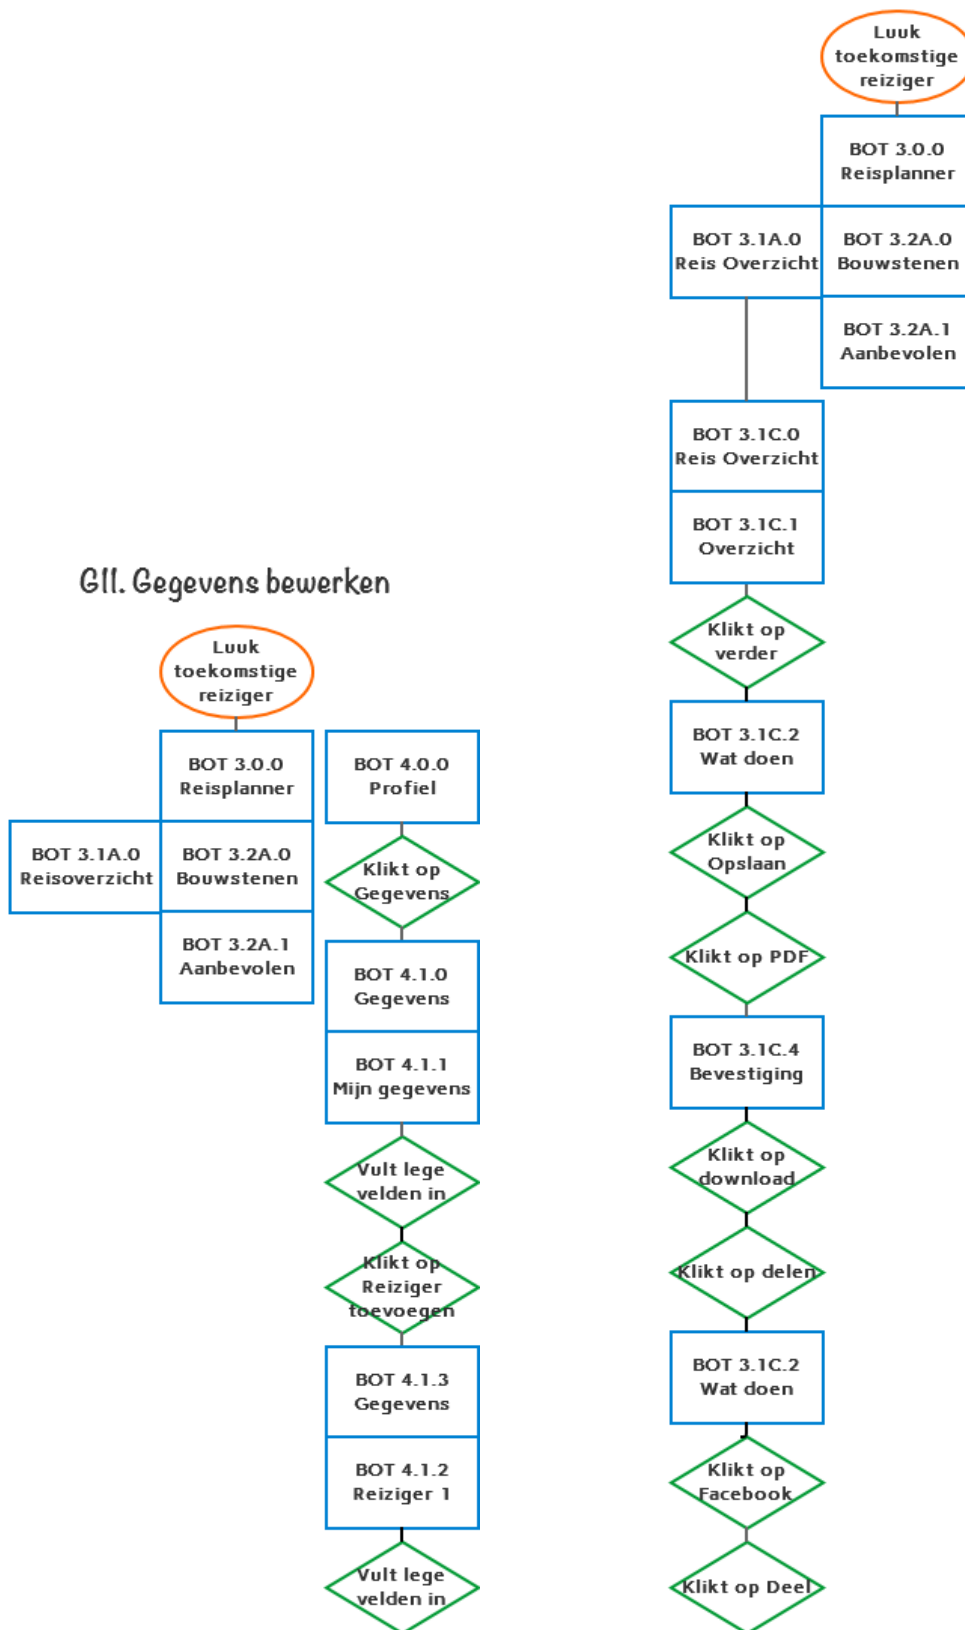 G11. Gegevens bewerken
Luuk
toekomstige
reiziger
BOT 3.0.0
Reisplanner
BOT 3.1A.0
Reisoverzicht
BOT 3.2A.0
Bouwstenen
BOT 3.2A.1
Aanbevolen
BOT 4.0.0
Profiel
Klikt op
Gegevens
BOT 4.1.0
Gegevens
BOT 4.1.1
Mijn gegevens
Vult lege
velden in
Klikt op
Reiziger
toevoegen
BOT 4.1.3
Gegevens
BOT 4.1.2
Reiziger 1
Vult lege
velden in
Luuk
toekomstige
reiziger
BOT 3.0.0
Reisplanner
BOT 3.1A.0
Reis Overzicht
BOT 3.2A.0
Bouwstenen
BOT 3.2A.1
Aanbevolen
BOT 3.1C.0
Reis Overzicht
BOT 3.1C.1
Overzicht
Klikt op
verder
BOT 3.1C.2
Wat doen
Klikt op
Opslaan
Klikt op PDF
BOT 3.1C.4
Bevestiging
Klikt op
download
Klikt op delen
BOT 3.1C.2
Wat doen
Klikt op
Facebook
Klikt op Deel